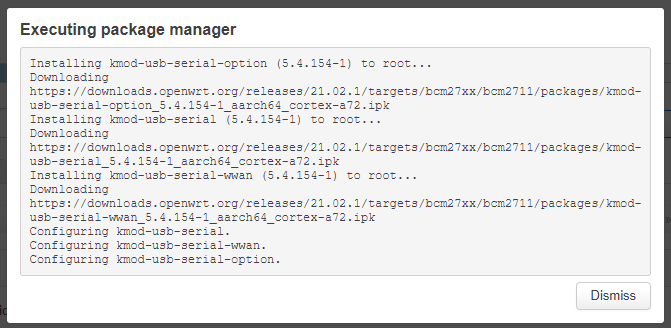 Executing package manager
Installing kmod-usb-serial-option (5.4.154-1) to root...
Downloading
https://downloads.openwrt.org/releases/21.02.1/targets/bcm27xx/bcm2711/packages/kmod-
usb-serial-option_5.4.154-1_aarch64_cortex-a72.ipk
Installing kmod-usb-serial (5.4.154-1) to root...
Downloading
https://downloads.openwrt.org/releases/21.02.1/targets/bcm27xx/bcm2711/packages/kmod-
usb-serial_5.4.154-1_aarch64_cortex-a72.ipk
Installing kmod-usb-serial-wwan (5.4.154-1) to root...
Downloading
https://downloads.openwrt.org/releases/21.02.1/targets/bcm27xx/bcm2711/packages/kmod-
usb-serial-wwan_5.4.154-1_aarch64_cortex-a72.ipk
Configuring kmod-usb-serial.
Configuring kmod-usb-serial-wwan.
Configuring kmod-usb-serial-option.
Dismiss